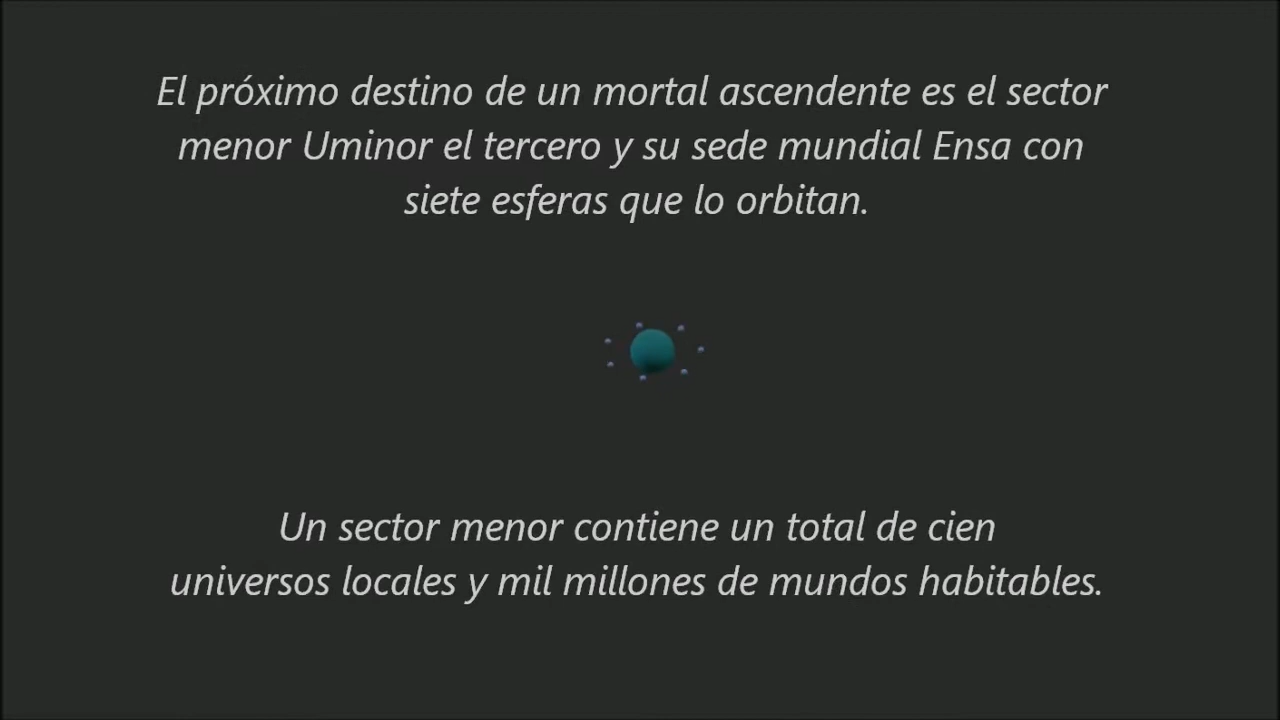 El próximo destino de un mortal ascendente es el sector
menor Uminor el tercero y su sede mundial Ensa con
siete esferas que lo orbitan.
Un sector menor contiene un total de cien
universos locales y mil millones de mundos habitables.